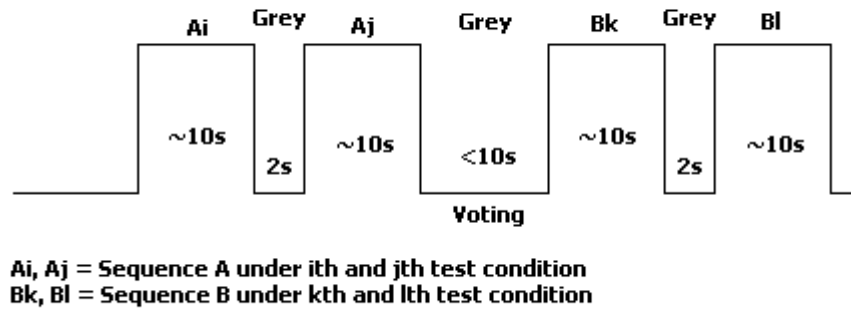 Ai Grey Aj Grey Bk Grey Bl
~10s 2s ~10s <10s ~10s 2s ~10s
Voting
Ai, Aj = Sequence A under ith and jth test condition
Bk, Bl = Sequence B under kth and lth test condition